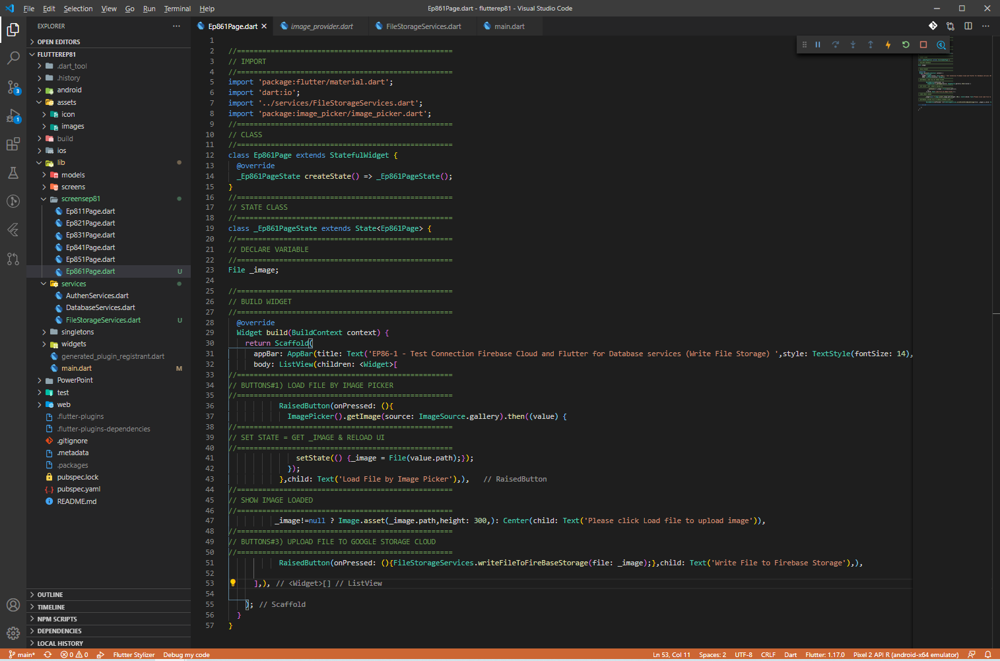 File Edit Selection View Go Run Terminal Help Ep861Page.dart - flutterep81 - Visual Studio Code
EXPLORER
OPEN EDITORS
FLUTTEREP81
.dart_tool
.history
android
assets
icon
images
build
ios
lib
models
screens
screensep81
Ep811Page.dart
Ep821Page.dart
Ep831Page.dart
Ep841Page.dart
Ep851Page.dart
Ep861Page.dart U
services
AuthenServices.dart
DatabaseServices.dart
FileStorageServices.dart U
singletons
widgets
generated_plugin_registrant.dart
main.dart M
PowerPoint
test
web
.flutter-plugins
.flutter-plugins-dependencies
.gitignore
.metadata
.packages
pubspec.lock
pubspec.yaml
README.md
OUTLINE
TIMELINE
NPM SCRIPTS
DEPENDENCIES
LOCAL HISTORY
3
1
Ep861Page.dart image_provider.dart FileStorageServices.dart main.dart
1
2 //===================================================
3 // IMPORT
4 //===================================================
5 import 'package:flutter/material.dart';
6 import 'dart:io';
7 import '../services/FileStorageServices.dart';
8 import 'package:image_picker/image_picker.dart';
9 //===================================================
10 // CLASS
11 //===================================================
12 class Ep861Page extends StatefulWidget {
13 @override
14 _Ep861PageState createState() => _Ep861PageState();
15 }
16 //===================================================
17 // STATE CLASS
18 //===================================================
19 class _Ep861PageState extends State<Ep861Page> {
20 //===================================================
21 // DECLARE VARIABLE
22 //===================================================
23 File _image;
24
25 //===================================================
26 // BUILD WIDGET
27 //===================================================
28 @override
29 Widget build(BuildContext context) {
30 return Scaffold(
31 appBar: AppBar(title: Text('EP86-1 - Test Connection Firebase Cloud and Flutter for Database services (Write File Storage) ',style: TextStyle(fontSize: 14),
32 body: ListView(children: <Widget>[
33 //===================================================
34 // BUTTONS#1) LOAD FILE BY IMAGE PICKER
35 //===================================================
36 RaisedButton(onPressed: (){
37 ImagePicker().getImage(source: ImageSource.gallery).then((value) {
38 //===================================================
39 // SET STATE = GET _IMAGE & RELOAD UI
40 //===================================================
41 setState(() {_image = File(value.path);});
42 });
43 },child: Text('Load File by Image Picker'),), // RaisedButton
44 //===================================================
45 // SHOW IMAGE LOADED
46 //===================================================
47 _image!=null ? Image.asset(_image.path,height: 300,): Center(child: Text('Please click Load file to upload image')),
48 //===================================================
49 // BUTTONS#3) UPLOAD FILE TO GOOGLE STORAGE CLOUD
50 //===================================================
51 RaisedButton(onPressed: (){FileStorageServices.writeFileToFireBaseStorage(file: _image);},child: Text('Write File to Firebase Storage'),),
52
53 ],), // <Widget>[] // ListView
54
55 ); // Scaffold
56 }
57 }
main* 0 0 Flutter Stylizer Debug my code Ln 53, Col 11 Spaces: 2 UTF-8 CRLF Dart Flutter: 1.17.0 Pixel 2 API R (android-x64 emulator)